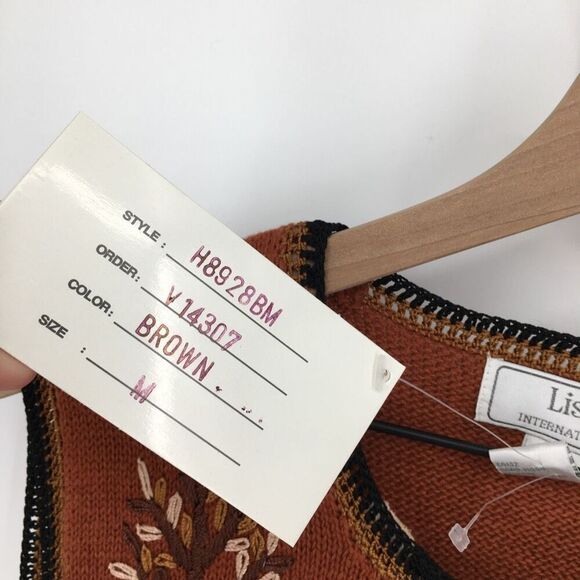 STYLE: H8928BM
ORDER: V14307
COLOR: BROWN
SIZE : M
Lis
INTERNAT